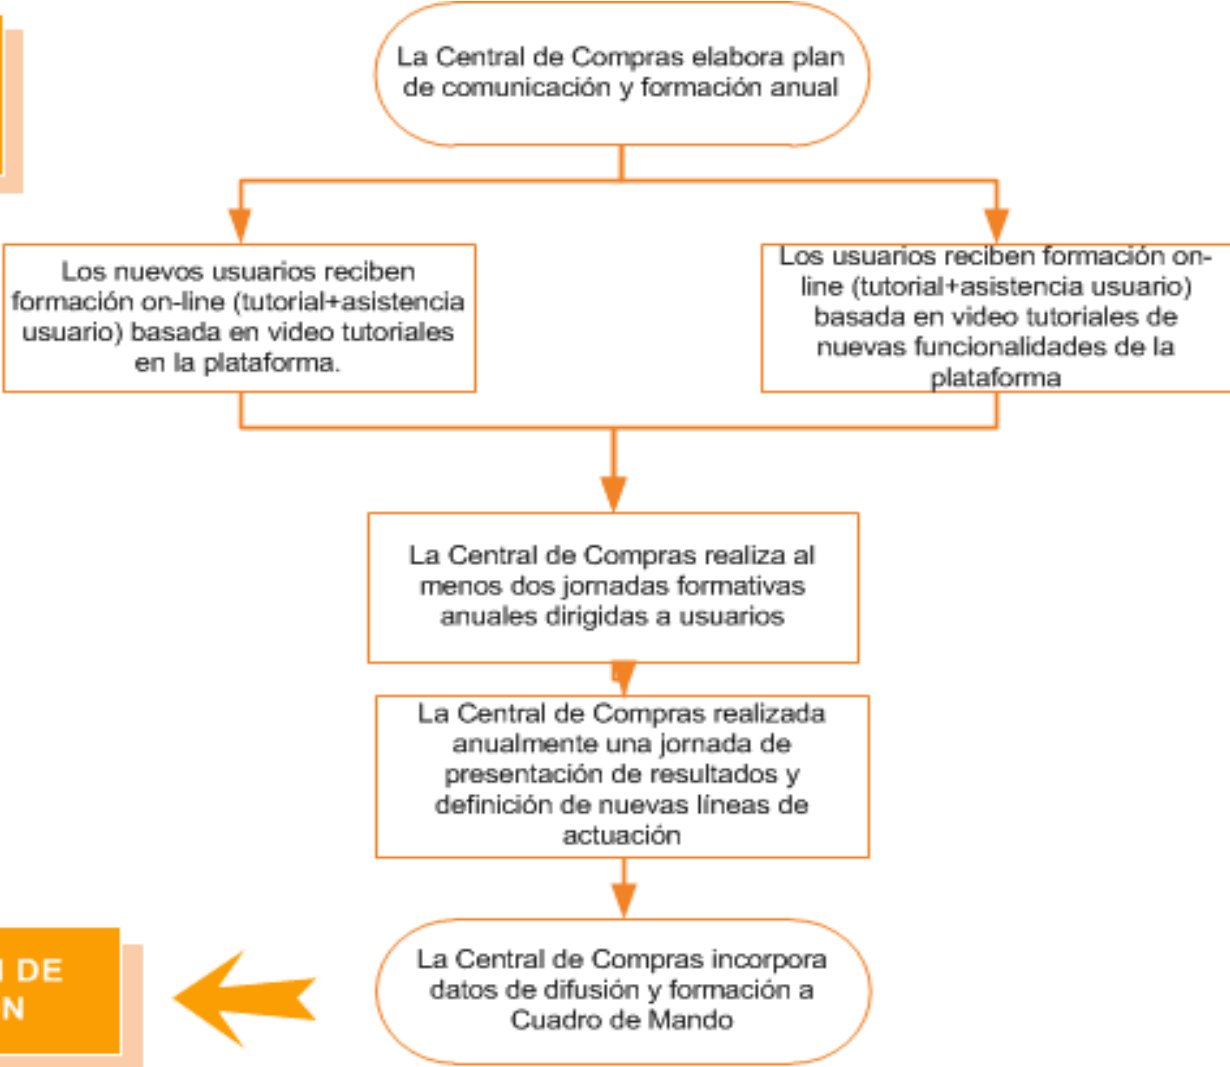 La Central de Compras elabora plan
de comunicación y formación anual
Los nuevos usuarios reciben
formación on-line (tutorial+asistencia
usuario) basada en video tutoriales
en la plataforma.
Los usuarios reciben formación on-
line (tutorial+asistencia usuario)
basada en video tutoriales de
nuevas funcionalidades de la
plataforma
La Central de Compras realiza al
menos dos jornadas formativas
anuales dirigidas a usuarios
La Central de Compras realizada
anualmente una jornada de
presentación de resultados y
definición de nuevas líneas de
actuación
La Central de Compras incorpora
datos de difusión y formación a
Cuadro de Mando
DE